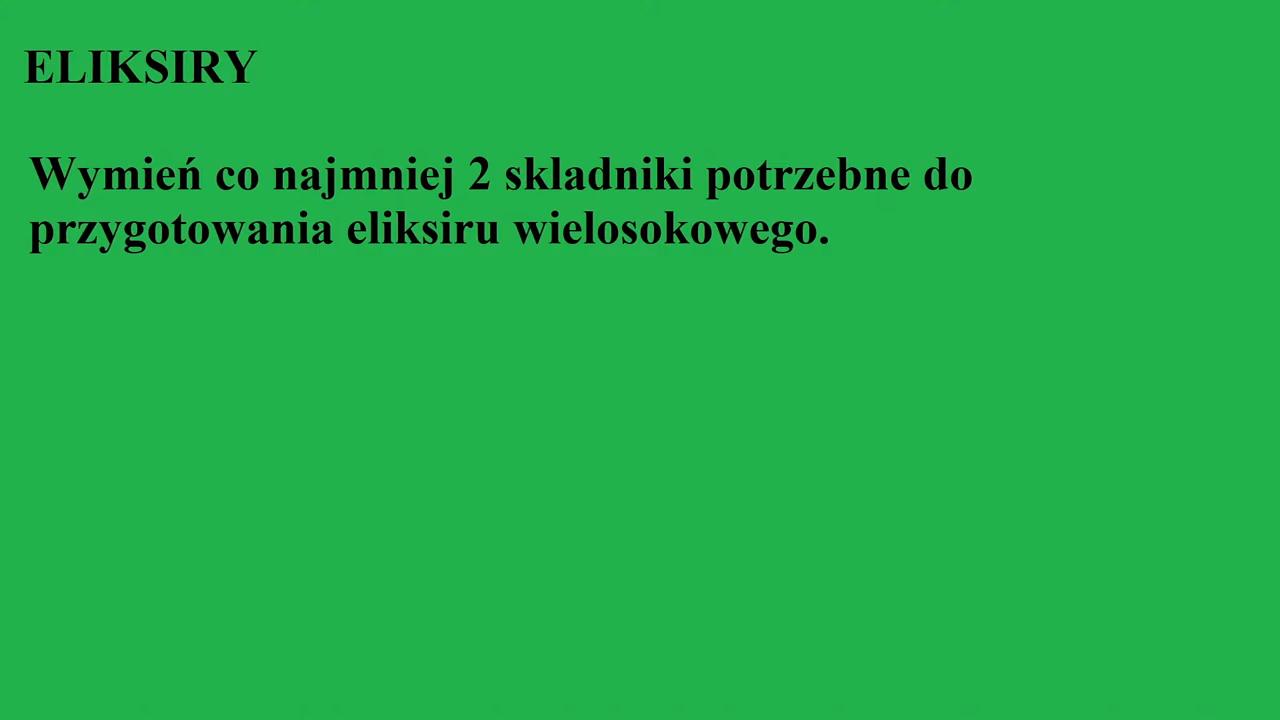 ELIKSIRY
Wymień co najmniej 2 skladniki potrzebne do
przygotowania eliksiru wielosokowego.